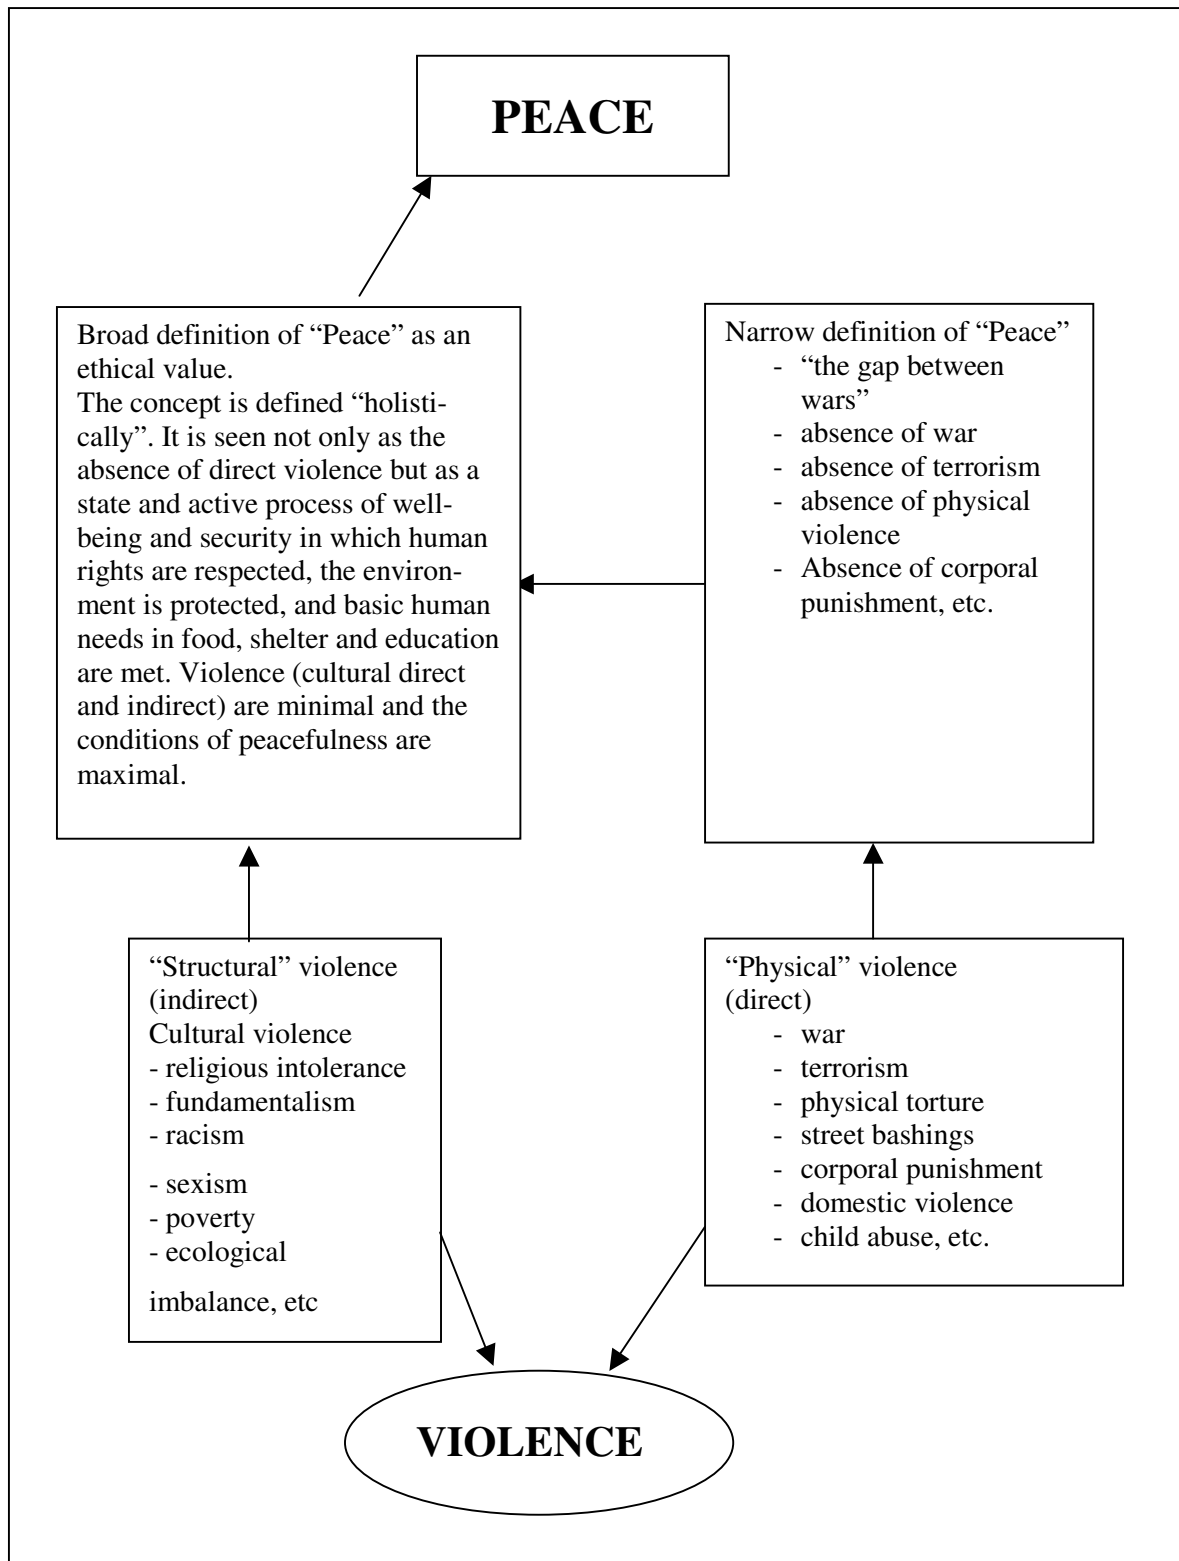 PEACE
Broad definition of “Peace” as an
ethical value.
The concept is defined “holisti-
cally”. It is seen not only as the
absence of direct violence but as a
state and active process of well-
being and security in which human
rights are respected, the environ-
ment is protected, and basic human
needs in food, shelter and education
are met. Violence (cultural direct
and indirect) are minimal and the
conditions of peacefulness are
maximal.
Narrow definition of “Peace”
- “the gap between
wars”
- absence of war
- absence of terrorism
- absence of physical
violence
- Absence of corporal
punishment, etc.
“Structural” violence
(indirect)
Cultural violence
- religious intolerance
- fundamentalism
- racism
- sexism
- poverty
- ecological
imbalance, etc
“Physical” violence
(direct)
- war
- terrorism
- physical torture
- street bashings
- corporal punishment
- domestic violence
- child abuse, etc.
VIOLENCE